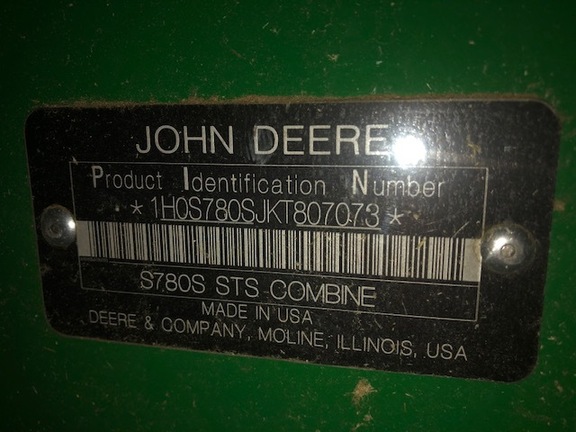 JOHN DEERE
Product Identification Number
*1H0S780SJKT807073*
S780S STS COMBINE
MADE IN USA
DEERE & COMPANY, MOLINE, ILLINOIS, USA